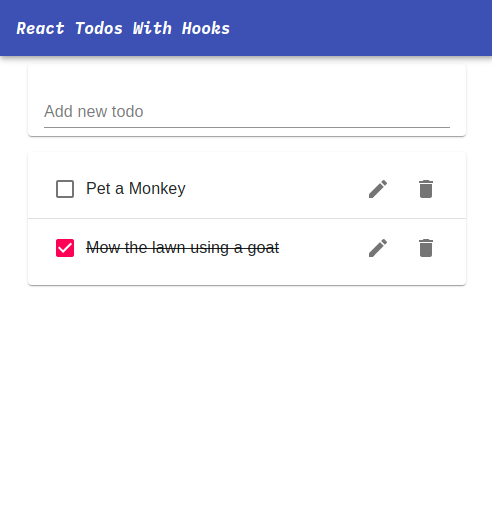 React Todos With Hooks
Add new todo
Pet a Monkey
Mow the lawn using a goat